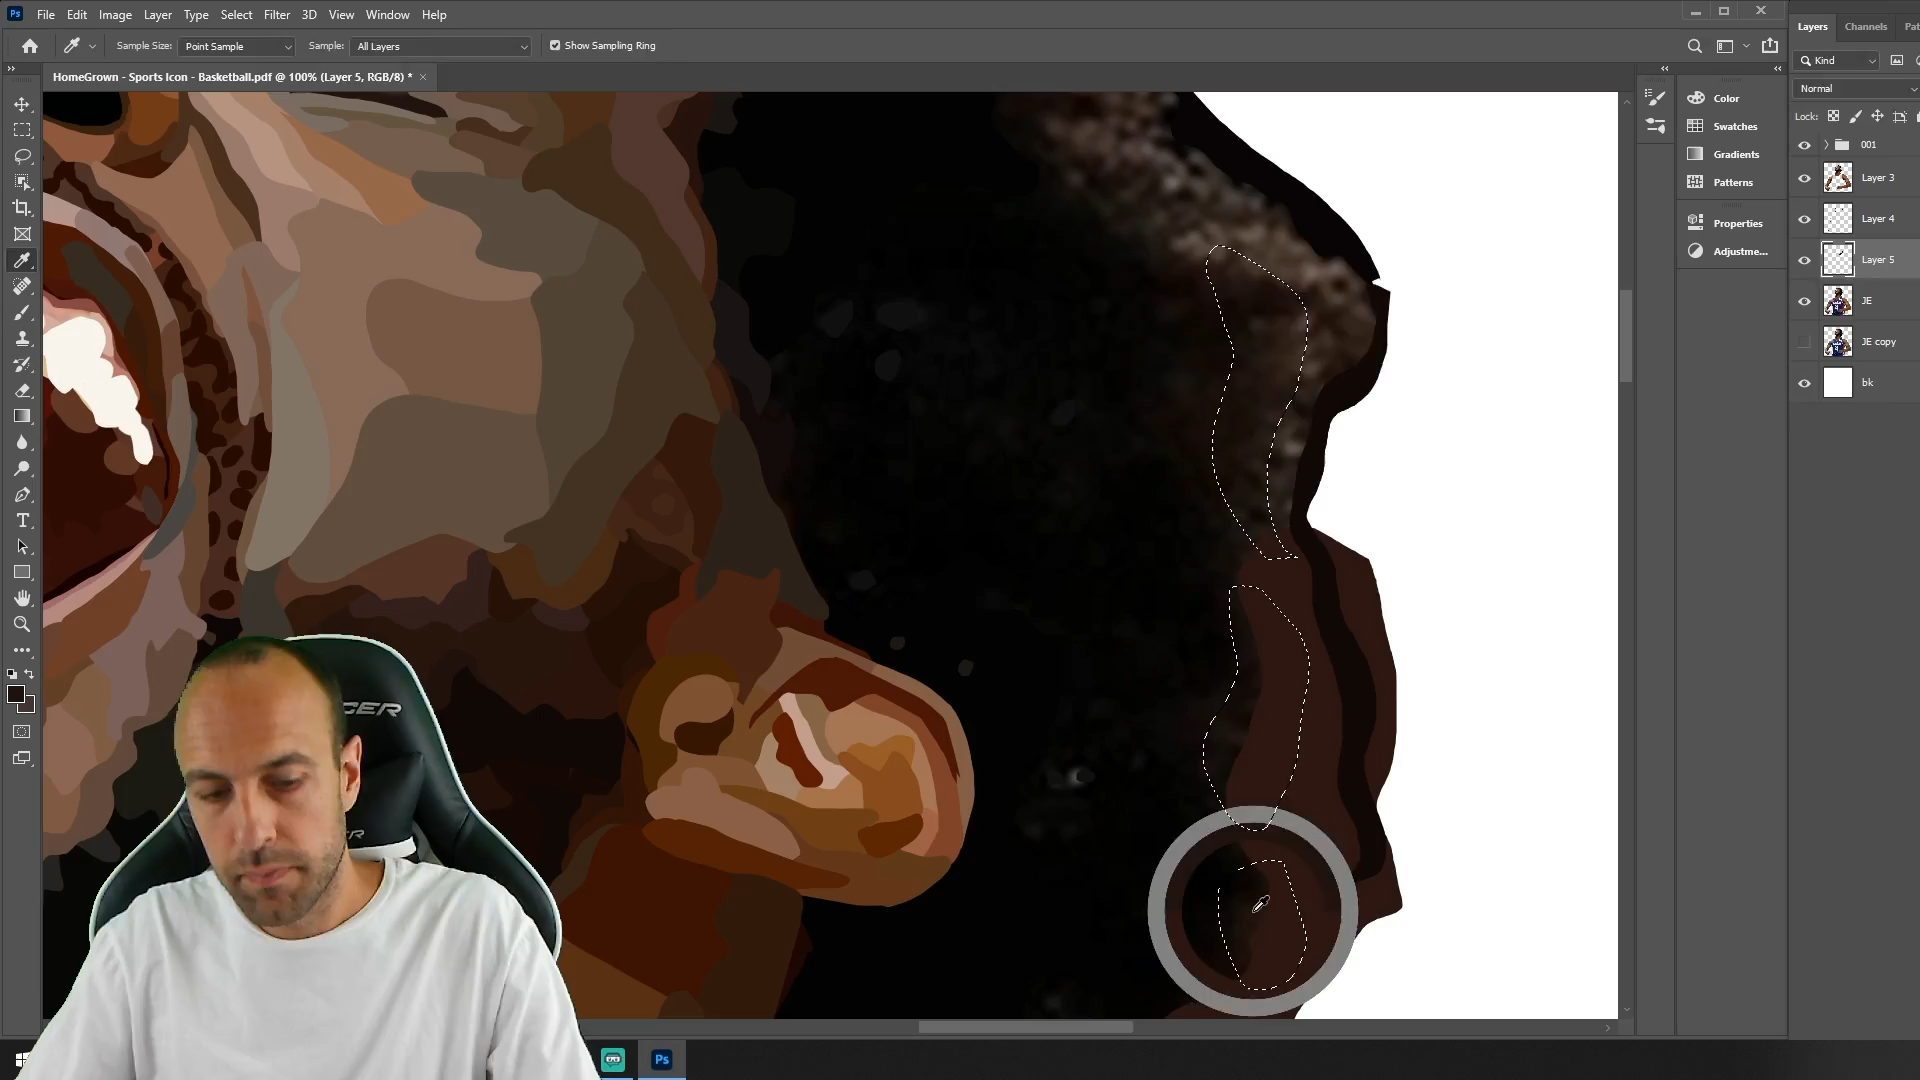 File Edit Image Layer Type Select Filter 3D View Window Help
Sample Size: Point Sample Sample: All Layers Show Sampling Ring
HomeGrown - Sports Icon - Basketball.pdf @ 100% (Layer 5, RGB/8) *
Layers Channels
Kind
Normal
Lock:
001
Layer 3
Layer 4
Layer 5
JE
JE copy
bk
Color
Swatches
Gradients
Patterns
Properties
Adjustme...
Ps